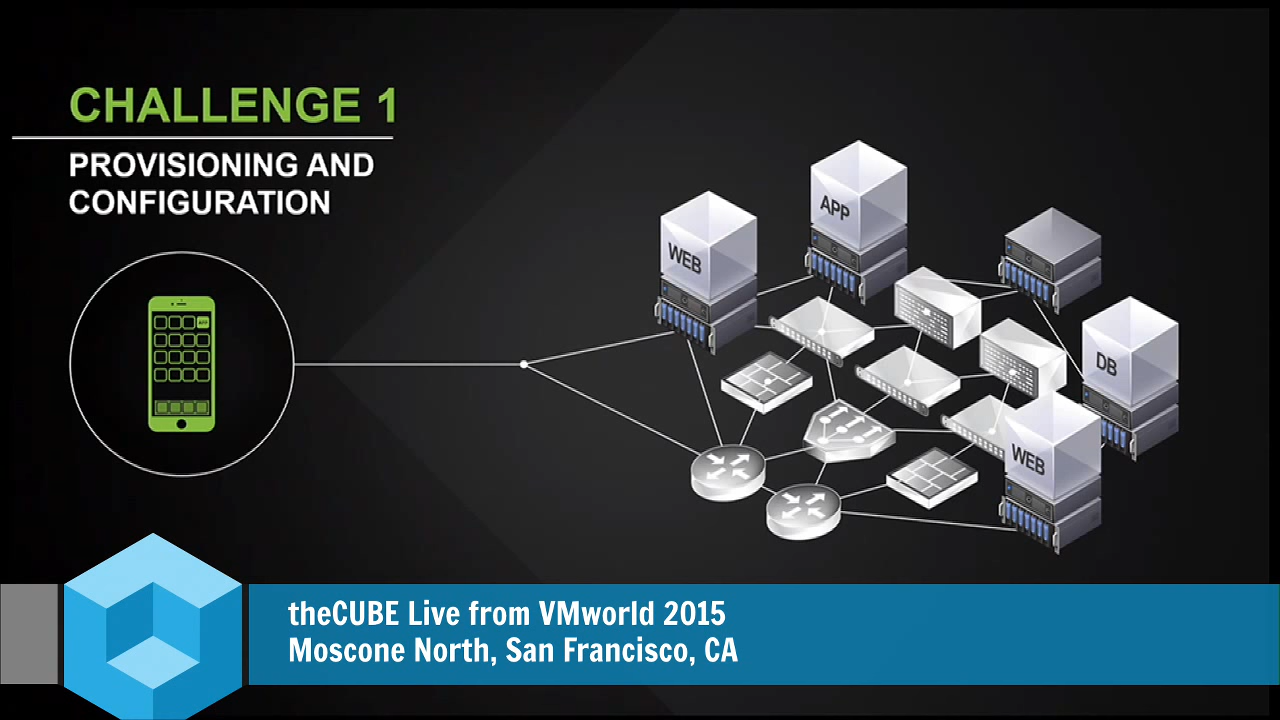 CHALLENGE 1
PROVISIONING AND
CONFIGURATION
APP
WEB
APP
DB
WEB
theCUBE Live from VMworld 2015
Moscone North, San Francisco, CA